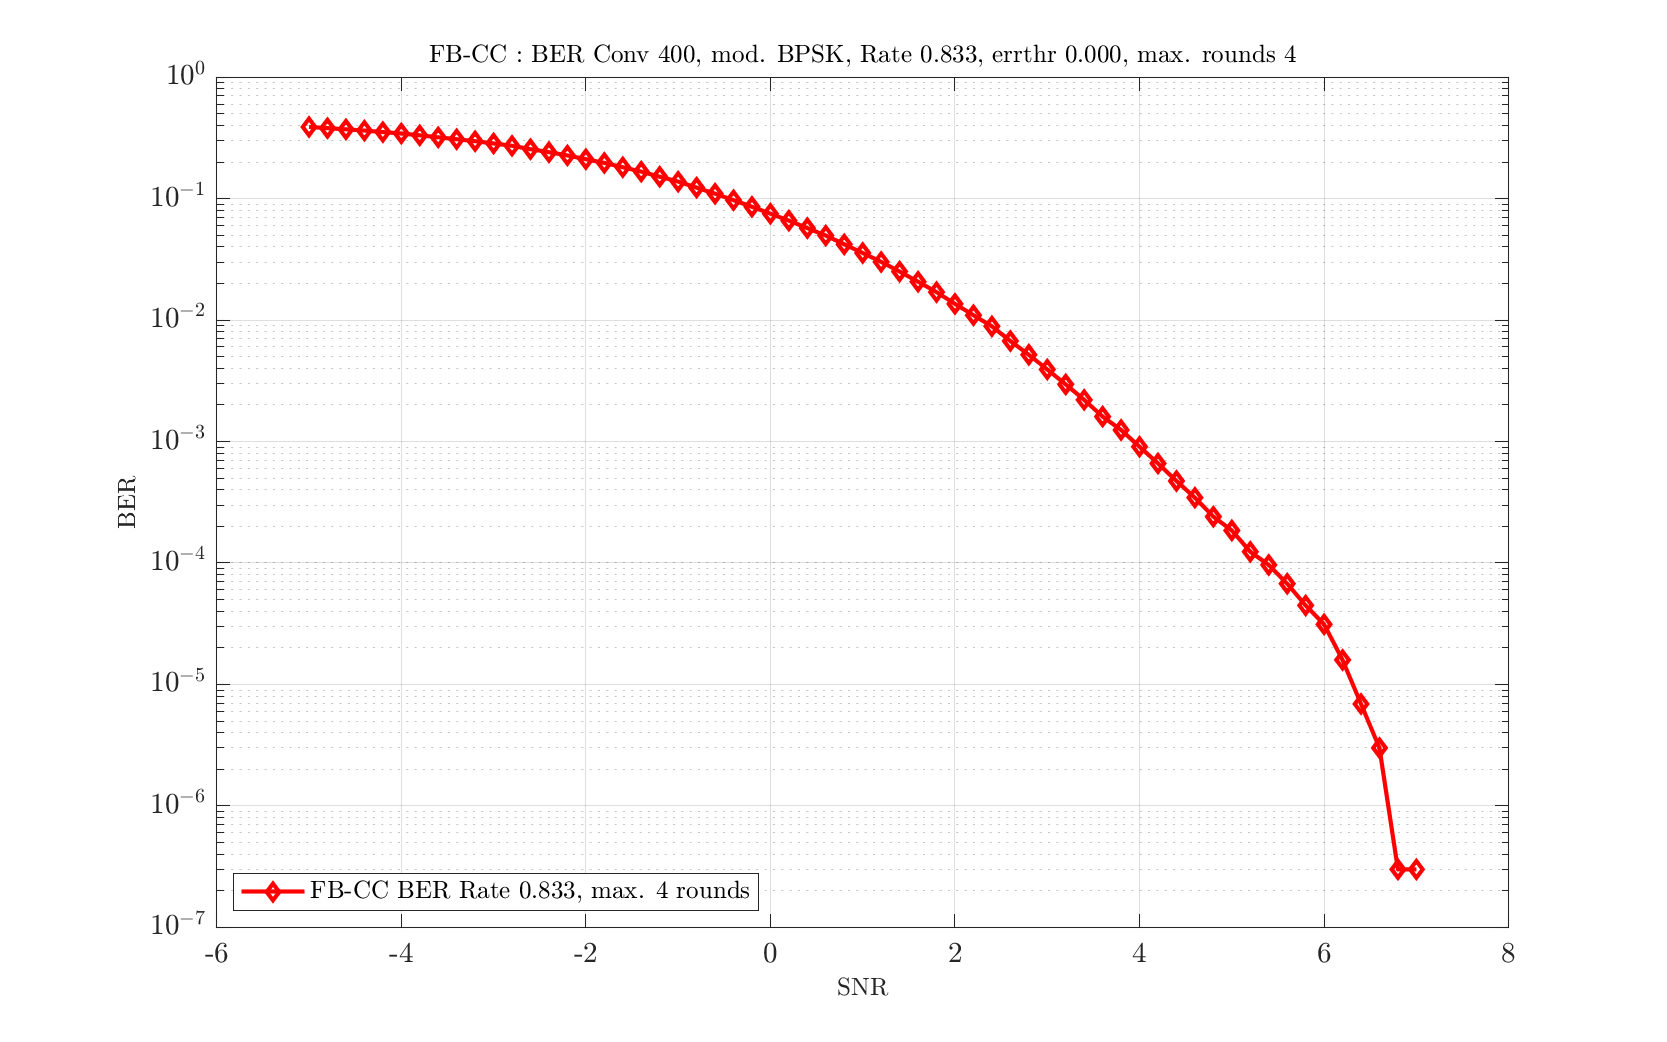 FB-CC : BER Conv 400, mod. BPSK, Rate 0.833, errthr 0.000, max. rounds 4
10⁰
10⁻¹
10⁻²
10⁻³
BER
10⁻⁴
10⁻⁵
10⁻⁶
FB-CC BER Rate 0.833, max. 4 rounds
10⁻⁷
-6 -4 -2 0 2 4 6 8
SNR